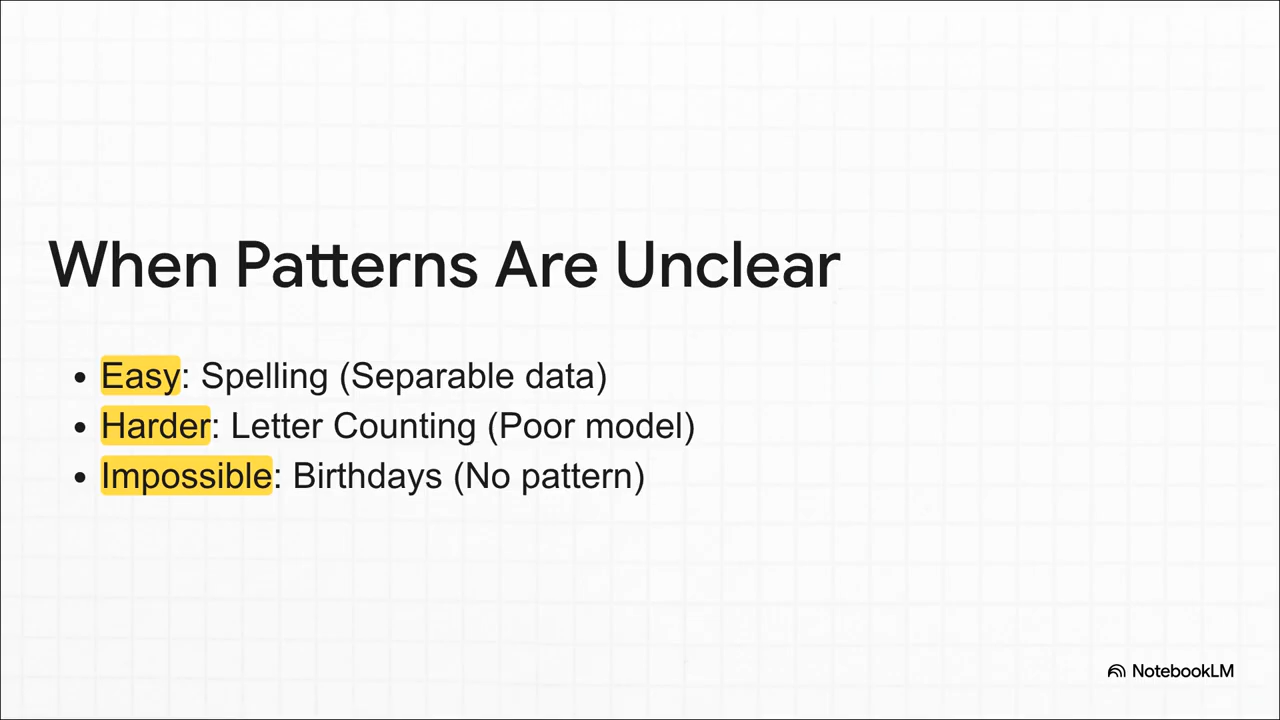 When Patterns Are Unclear
• Easy: Spelling (Separable data)
• Harder: Letter Counting (Poor model)
• Impossible: Birthdays (No pattern)
NotebookLM